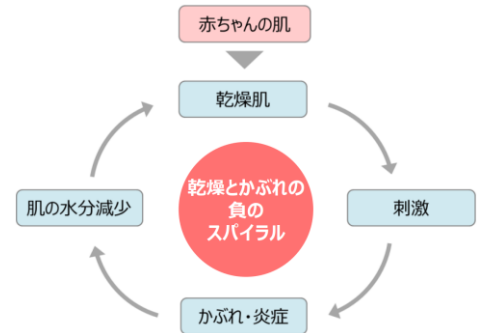 赤ちゃんの肌
乾燥肌
乾燥とかぶれの
負の
スパイラル
肌の水分減少
刺激
かぶれ・炎症